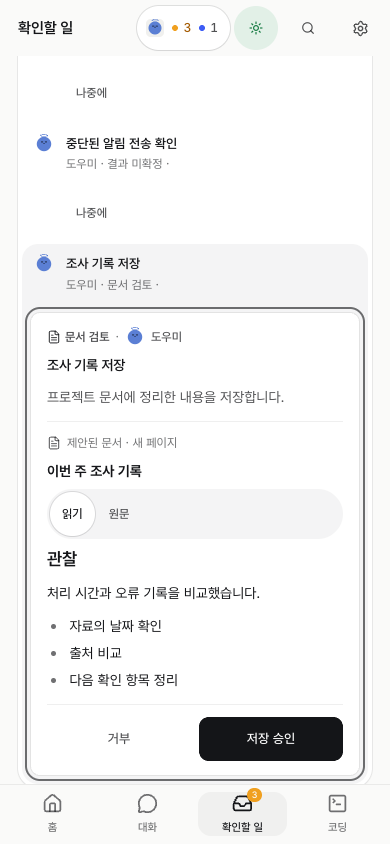 확인할 일
3
1
나중에
중단된 알림 전송 확인
도우미 · 결과 미확정 ·
나중에
조사 기록 저장
도우미 · 문서 검토 ·
문서 검토 · 도우미
조사 기록 저장
프로젝트 문서에 정리한 내용을 저장합니다.
제안된 문서 · 새 페이지
이번 주 조사 기록
읽기 원문
관찰
처리 시간과 오류 기록을 비교했습니다.
• 자료의 날짜 확인
• 출처 비교
• 다음 확인 항목 정리
거부 저장 승인
3
홈 대화 확인할 일 코딩